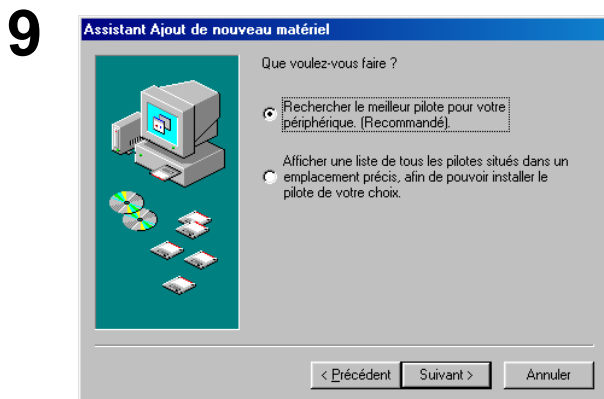 9
Assistant Ajout de nouveau matériel
Que voulez-vous faire ?
Rechercher le meilleur pilote pour votre
périphérique. (Recommandé).
Afficher une liste de tous les pilotes situés dans un
emplacement précis, afin de pouvoir installer le
pilote de votre choix.
< Précédent
Suivant >
Annuler